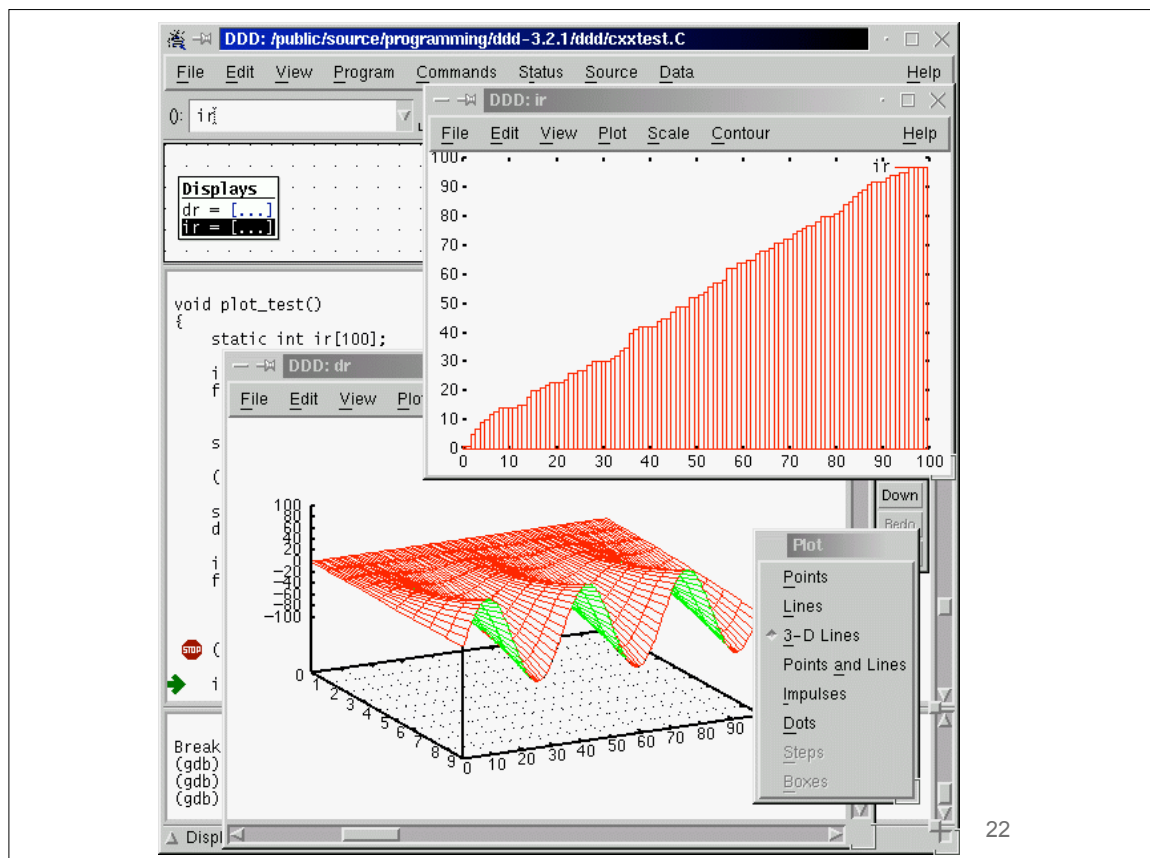 DDD: /public/source/programming/ddd-3.2.1/ddd/cxxtest.C
File Edit View Program Commands Status Source Data Help
(): ir
DDD: ir
File Edit View Plot Scale Contour Help
Displays
dr = [...]
ir = [...]
ir
100
90
80
70
60
50
40
30
20
10
0
0 10 20 30 40 50 60 70 80 90 100
void plot_test()
{
static int ir[100];
i
f
s
(
s
d
i
f
(
i
STOP
DDD: dr
File Edit View Plo
100
80
60
40
20
0
-20
-40
-60
-80
-100
0
1 2 3 4 5 6 7 8 9
0 10 20 30 40 50 60 70 80 90
Down
Redo
Plot
Points
Lines
3-D Lines
Points and Lines
Impulses
Dots
Steps
Boxes
Break
(gdb)
(gdb)
(gdb)
Displ
22